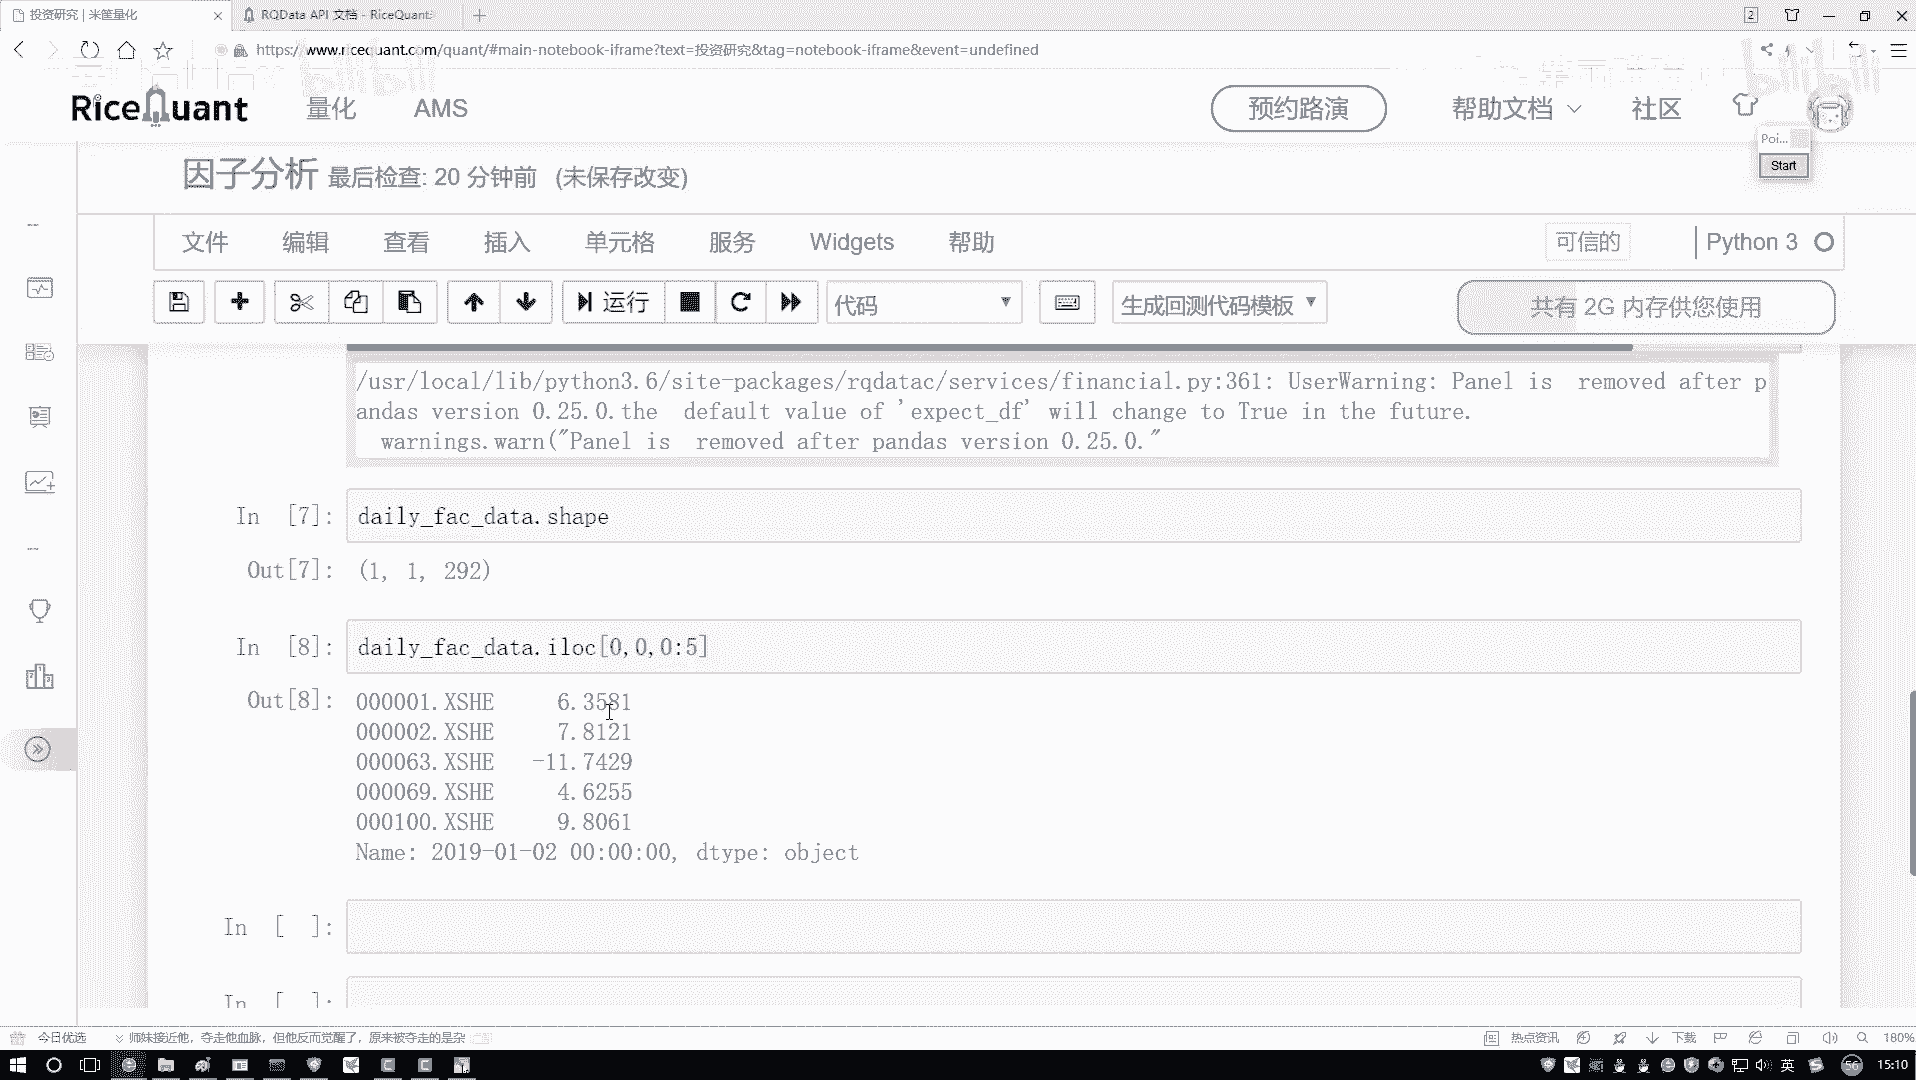 投资研究 | 米筐量化
RQData API 文档 - RiceQuant
2
https://www.ricequant.com/quant/#main-notebook-iframe?text=投资研究&tag=notebook-iframe&event=undefined
bilibili
bilibili
RiceQuant
量化
AMS
预约路演
帮助文档
社区
Poi...
Start
因子分析 最后检查: 20 分钟前 (未保存改变)
文件 编辑 查看 插入 单元格 服务 Widgets 帮助
可信的
Python 3
运行
代码
生成回测代码模板
共有 2G 内存供您使用
/usr/local/lib/python3.6/site-packages/rqdatac/services/financial.py:361: UserWarning: Panel is  removed after p
andas version 0.25.0.the  default value of 'expect_df' will change to True in the future.
  warnings.warn("Panel is  removed after pandas version 0.25.0."
In [7]: daily_fac_data.shape
Out[7]: (1, 1, 292)
In [8]: daily_fac_data.iloc[0,0,0:5]
Out[8]: 000001.XSHE 6.3581
000002.XSHE 7.8121
000063.XSHE -11.7429
000069.XSHE 4.6255
000100.XSHE 9.8061
Name: 2019-01-02 00:00:00, dtype: object
In [ ]:
In [ ]:
今日优选
师妹接近他，夺走他血脉，但他反而觉醒了，原来被夺走的是杂
热点资讯
下载
180%
英
56
15:10